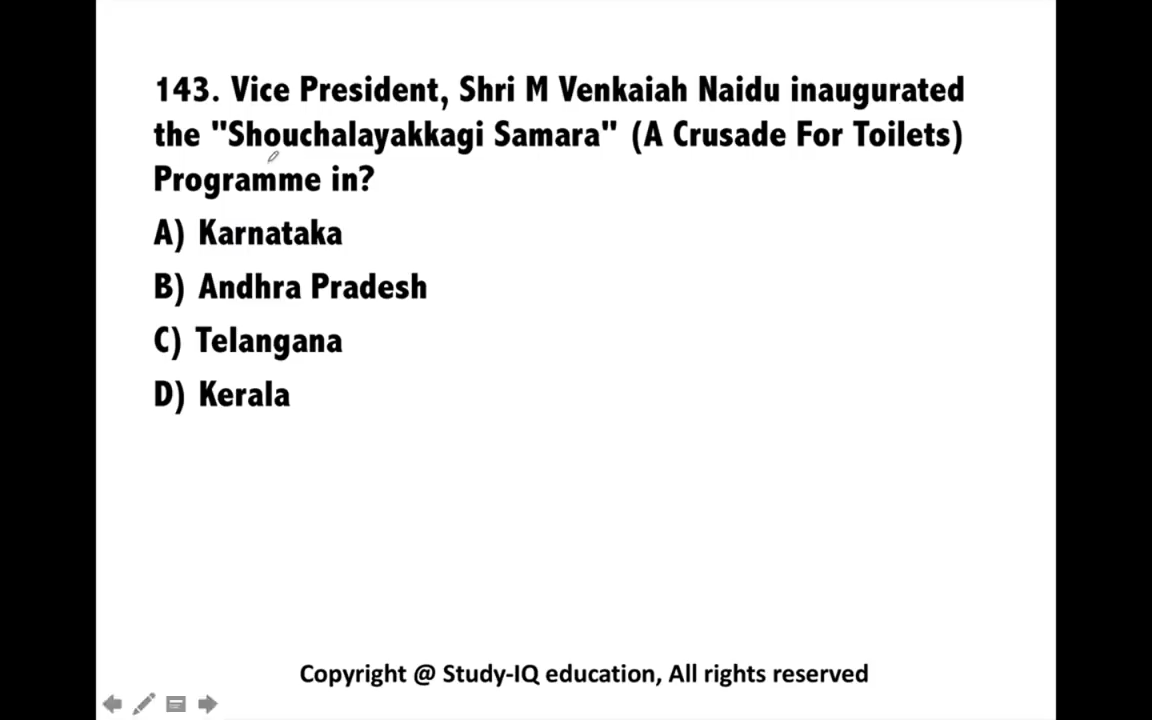 143. Vice President, Shri M Venkaiah Naidu inaugurated
the "Shouchalayakkagi Samara" (A Crusade For Toilets)
Programme in?
A) Karnataka
B) Andhra Pradesh
C) Telangana
D) Kerala
Copyright @ Study-IQ education, All rights reserved